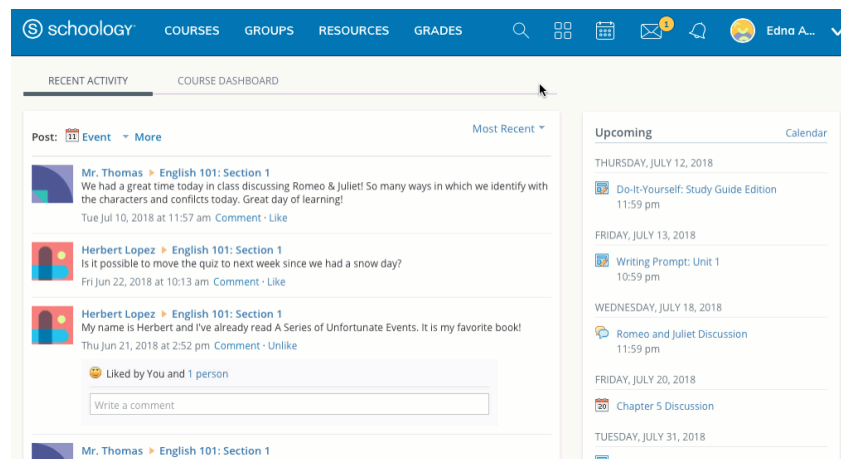 schoology COURSES GROUPS RESOURCES GRADES 1 Edna A...
RECENT ACTIVITY COURSE DASHBOARD
Post: 11 Event More
Most Recent
Mr. Thomas English 101: Section 1
We had a great time today in class discussing Romeo & Juliet! So many ways in which we identify with
the characters and conflicts today. Great day of learning!
Tue Jul 10, 2018 at 11:57 am Comment · Like
Herbert Lopez English 101: Section 1
Is it possible to move the quiz to next week since we had a snow day?
Fri Jun 22, 2018 at 10:13 am Comment · Like
Herbert Lopez English 101: Section 1
My name is Herbert and I've already read A Series of Unfortunate Events. It is my favorite book!
Thu Jun 21, 2018 at 2:52 pm Comment · Unlike
Liked by You and 1 person
Write a comment
Mr. Thomas English 101: Section 1
Upcoming Calendar
THURSDAY, JULY 12, 2018
Do-It-Yourself: Study Guide Edition
11:59 pm
FRIDAY, JULY 13, 2018
Writing Prompt: Unit 1
10:59 pm
WEDNESDAY, JULY 18, 2018
Romeo and Juliet Discussion
11:59 pm
FRIDAY, JULY 20, 2018
20 Chapter 5 Discussion
TUESDAY, JULY 31, 2018